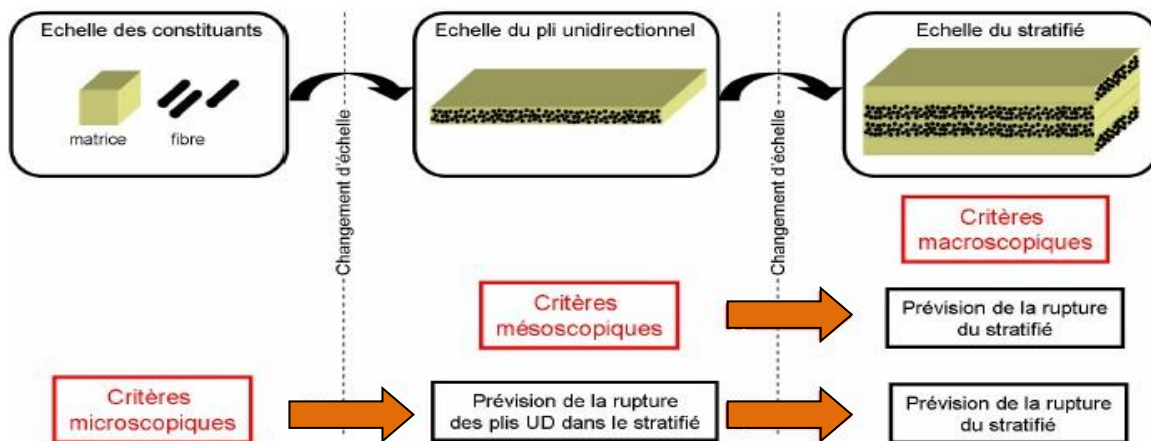 Echelle des constituants
matrice
fibre
Changement d'échelle
Echelle du pli unidirectionnel
Changement d'échelle
Echelle du stratifié
Critères
macroscopiques
Critères
mésoscopiques
Prévision de la rupture
du stratifié
Critères
microscopiques
Prévision de la rupture
des plis UD dans le stratifié
Prévision de la rupture
du stratifié